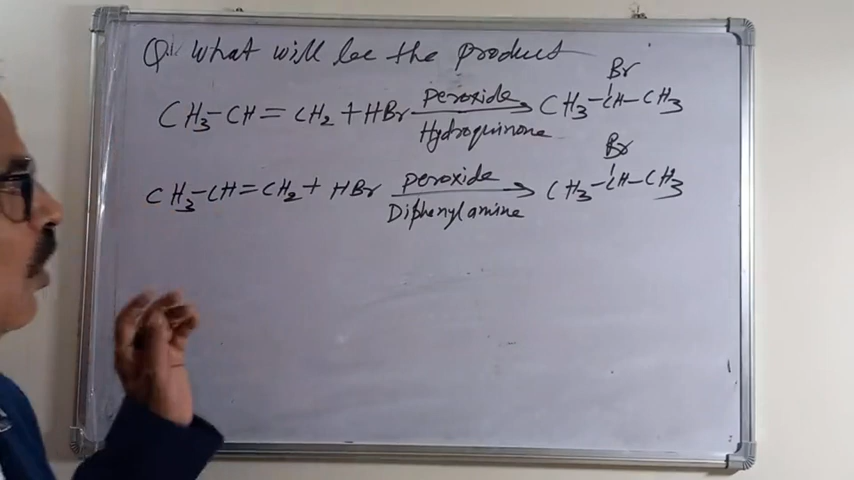 Q: What will be the product
Br
CH3-CH=CH2 + HBr Peroxide CH3-CH-CH3
Hydroquinone
Br
CH3-CH=CH2 + HBr Peroxide CH3-CH-CH3
Diphenylamine